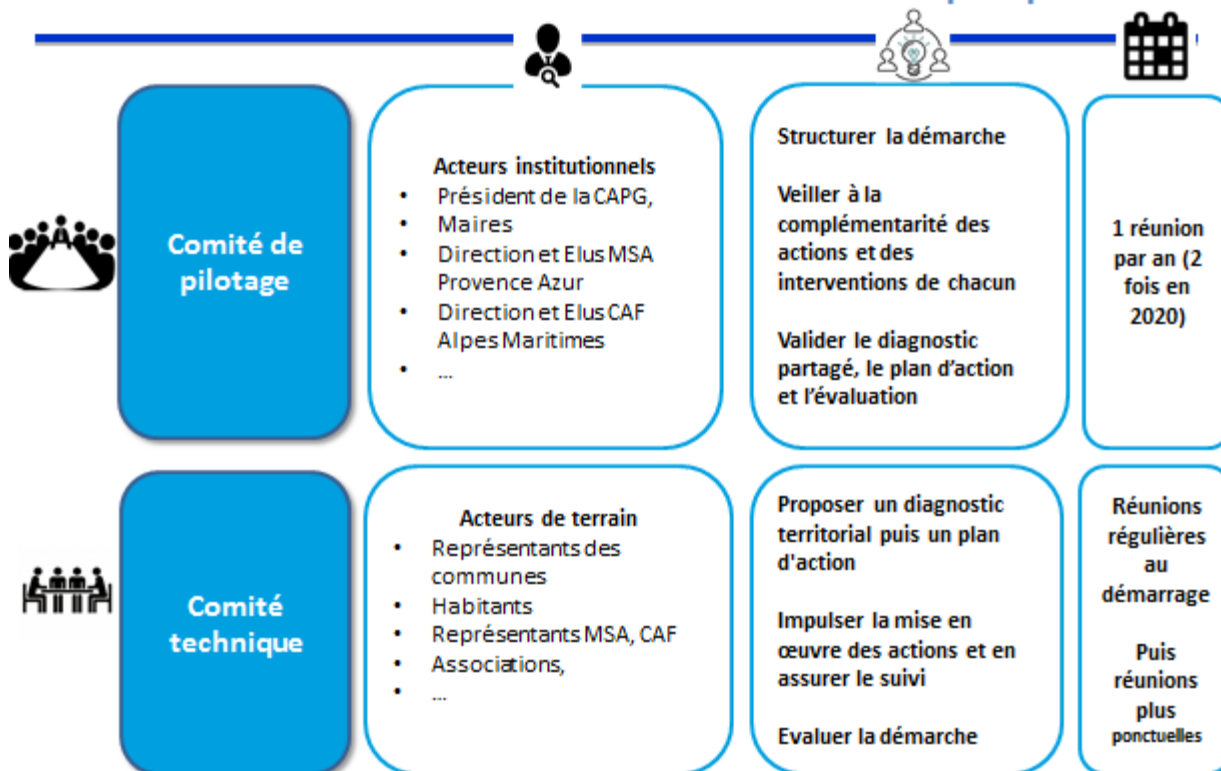 Comité de
pilotage
Acteurs institutionnels
• Président de la CAPG,
• Maires
• Direction et Elus MSA
Provence Azur
• Direction et Elus CAF
Alpes Maritimes
• ...
Structurer la démarche
Veiller à la
complémentarité des
actions et des
interventions de chacun
Valider le diagnostic
partagé, le plan d'action
et l'évaluation
1 réunion
par an (2
fois en
2020)
Comité
technique
Acteurs de terrain
• Représentants des
communes
• Habitants
• Représentants MSA, CAF
• Associations,
• ...
Proposer un diagnostic
territorial puis un plan
d'action
Impulser la mise en
œuvre des actions et en
assurer le suivi
Evaluer la démarche
Réunions
régulières
au
démarrage
Puis
réunions
plus
ponctuelles